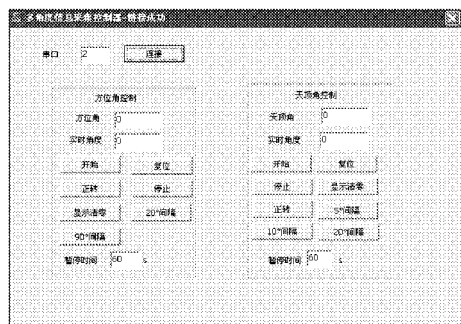 多角度信息采集控制器-链接成功
串口 2 连接
方位角控制
方位角 0
实时角度 0
开始 复位
正转 停止
显示清零 20°间隔
90°间隔
暂停时间 60 s
天顶角控制
天顶角 0
实时角度 0
开始 复位
停止 显示清零
正转 5°间隔
10°间隔 20°间隔
暂停时间 60 s